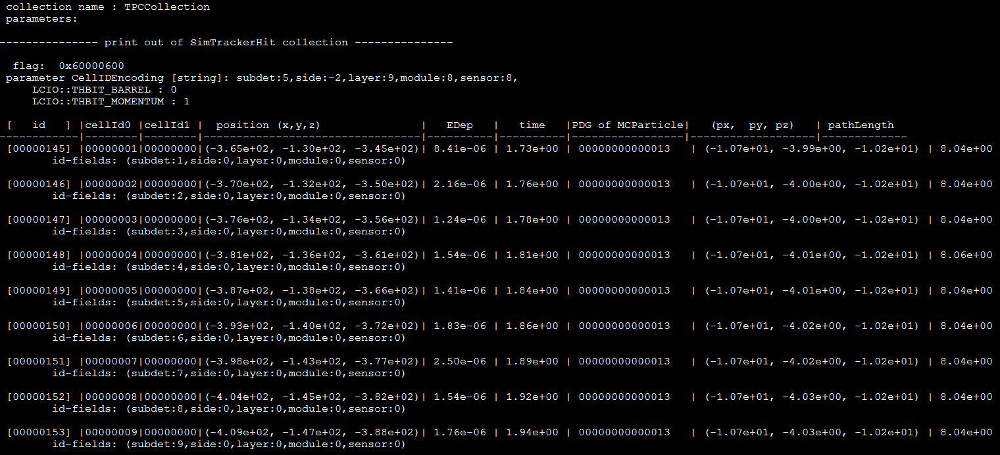 collection name : TPCCollection
parameters:
--------------- print out of SimTrackerHit collection ---------------
flag:  0x60000600
parameter CellIDEncoding [string]: subdet:5,side:-2,layer:9,module:8,sensor:8,
    LCIO::THBIT_BARREL : 0
    LCIO::THBIT_MOMENTUM : 1
[   id   ] |cellId0 |cellId1 |  position (x,y,z)               |   EDep   |   time   |PDG of MCParticle|   (px,  py, pz)   | pathLength
------------|--------|--------|---------------------------------|----------|----------|-----------------|-------------------|-------------
[00000145] |00000001|00000000|(-3.65e+02, -1.30e+02, -3.45e+02)| 8.41e-06 | 1.73e+00 | 00000000000013   | (-1.07e+01, -3.99e+00, -1.02e+01) | 8.04e+00
       id-fields: (subdet:1,side:0,layer:0,module:0,sensor:0)
[00000146] |00000002|00000000|(-3.70e+02, -1.32e+02, -3.50e+02)| 2.16e-06 | 1.76e+00 | 00000000000013   | (-1.07e+01, -4.00e+00, -1.02e+01) | 8.04e+00
       id-fields: (subdet:2,side:0,layer:0,module:0,sensor:0)
[00000147] |00000003|00000000|(-3.76e+02, -1.34e+02, -3.56e+02)| 1.24e-06 | 1.78e+00 | 00000000000013   | (-1.07e+01, -4.00e+00, -1.02e+01) | 8.04e+00
       id-fields: (subdet:3,side:0,layer:0,module:0,sensor:0)
[00000148] |00000004|00000000|(-3.81e+02, -1.36e+02, -3.61e+02)| 1.54e-06 | 1.81e+00 | 00000000000013   | (-1.07e+01, -4.01e+00, -1.02e+01) | 8.06e+00
       id-fields: (subdet:4,side:0,layer:0,module:0,sensor:0)
[00000149] |00000005|00000000|(-3.87e+02, -1.38e+02, -3.66e+02)| 1.41e-06 | 1.84e+00 | 00000000000013   | (-1.07e+01, -4.01e+00, -1.02e+01) | 8.04e+00
       id-fields: (subdet:5,side:0,layer:0,module:0,sensor:0)
[00000150] |00000006|00000000|(-3.93e+02, -1.40e+02, -3.72e+02)| 1.83e-06 | 1.86e+00 | 00000000000013   | (-1.07e+01, -4.02e+00, -1.02e+01) | 8.04e+00
       id-fields: (subdet:6,side:0,layer:0,module:0,sensor:0)
[00000151] |00000007|00000000|(-3.98e+02, -1.43e+02, -3.77e+02)| 2.50e-06 | 1.89e+00 | 00000000000013   | (-1.07e+01, -4.02e+00, -1.02e+01) | 8.04e+00
       id-fields: (subdet:7,side:0,layer:0,module:0,sensor:0)
[00000152] |00000008|00000000|(-4.04e+02, -1.45e+02, -3.82e+02)| 1.54e-06 | 1.92e+00 | 00000000000013   | (-1.07e+01, -4.03e+00, -1.02e+01) | 8.04e+00
       id-fields: (subdet:8,side:0,layer:0,module:0,sensor:0)
[00000153] |00000009|00000000|(-4.09e+02, -1.47e+02, -3.88e+02)| 1.76e-06 | 1.94e+00 | 00000000000013   | (-1.07e+01, -4.03e+00, -1.02e+01) | 8.04e+00
       id-fields: (subdet:9,side:0,layer:0,module:0,sensor:0)